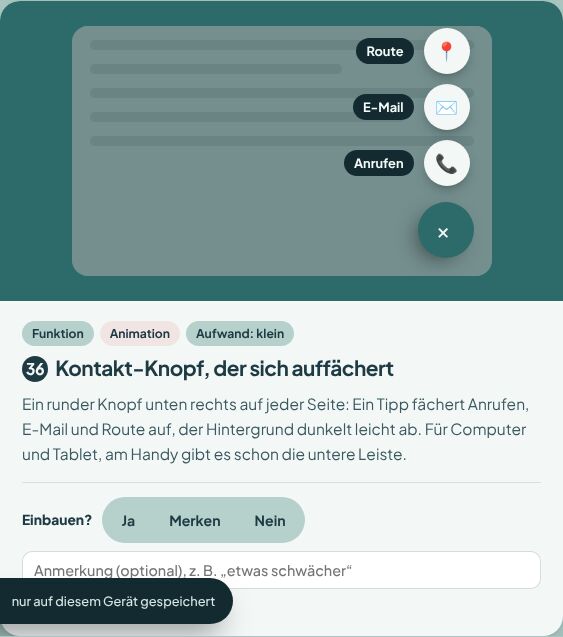 Route
E-Mail
Anrufen
×
Funktion Animation Aufwand: klein
36 Kontakt-Knopf, der sich auffächert
Ein runder Knopf unten rechts auf jeder Seite: Ein Tipp fächert Anrufen,
E-Mail und Route auf, der Hintergrund dunkelt leicht ab. Für Computer
und Tablet, am Handy gibt es schon die untere Leiste.
Einbauen? Ja Merken Nein
Anmerkung (optional), z. B. „etwas schwächer“
nur auf diesem Gerät gespeichert